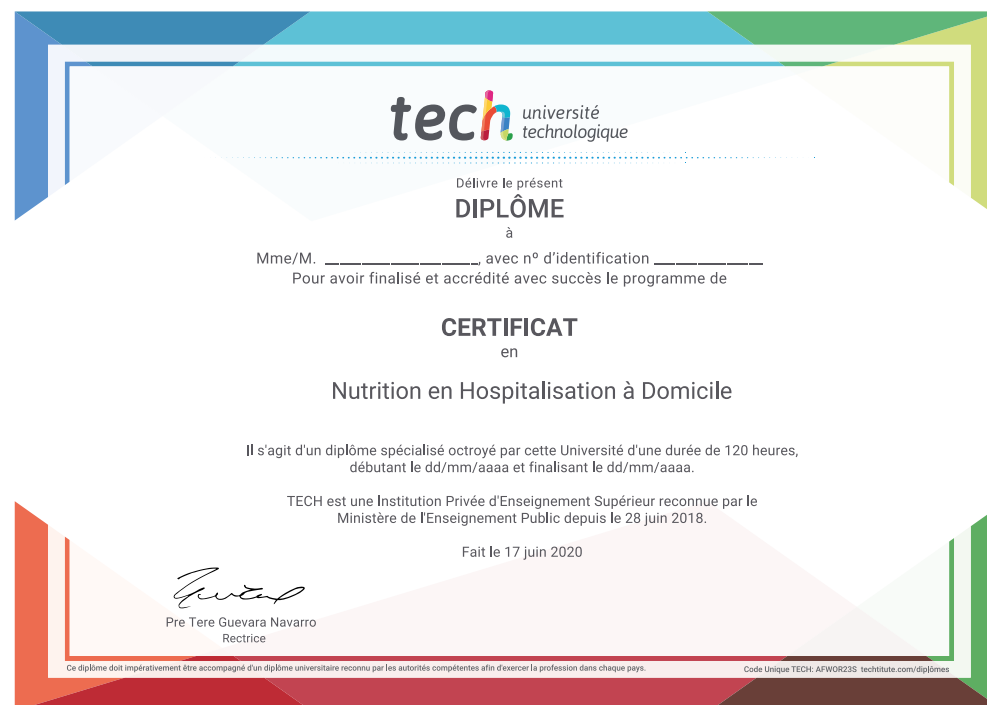 tech université
technologique
Délivre le présent
DIPLÔME
à
Mme/M. __________________, avec nº d'identification _____________
Pour avoir finalisé et accrédité avec succès le programme de
CERTIFICAT
en
Nutrition en Hospitalisation à Domicile
Il s'agit d'un diplôme spécialisé octroyé par cette Université d'une durée de 120 heures,
débutant le dd/mm/aaaa et finalisant le dd/mm/aaaa.
TECH est une Institution Privée d'Enseignement Supérieur reconnue par le
Ministère de l'Enseignement Public depuis le 28 juin 2018.
Fait le 17 juin 2020
Pre Tere Guevara Navarro
Rectrice
Ce diplôme doit impérativement être accompagné d'un diplôme universitaire reconnu par les autorités compétentes afin d'exercer la profession dans chaque pays.
Code Unique TECH: AFWOR23S techtitute.com/diplômes